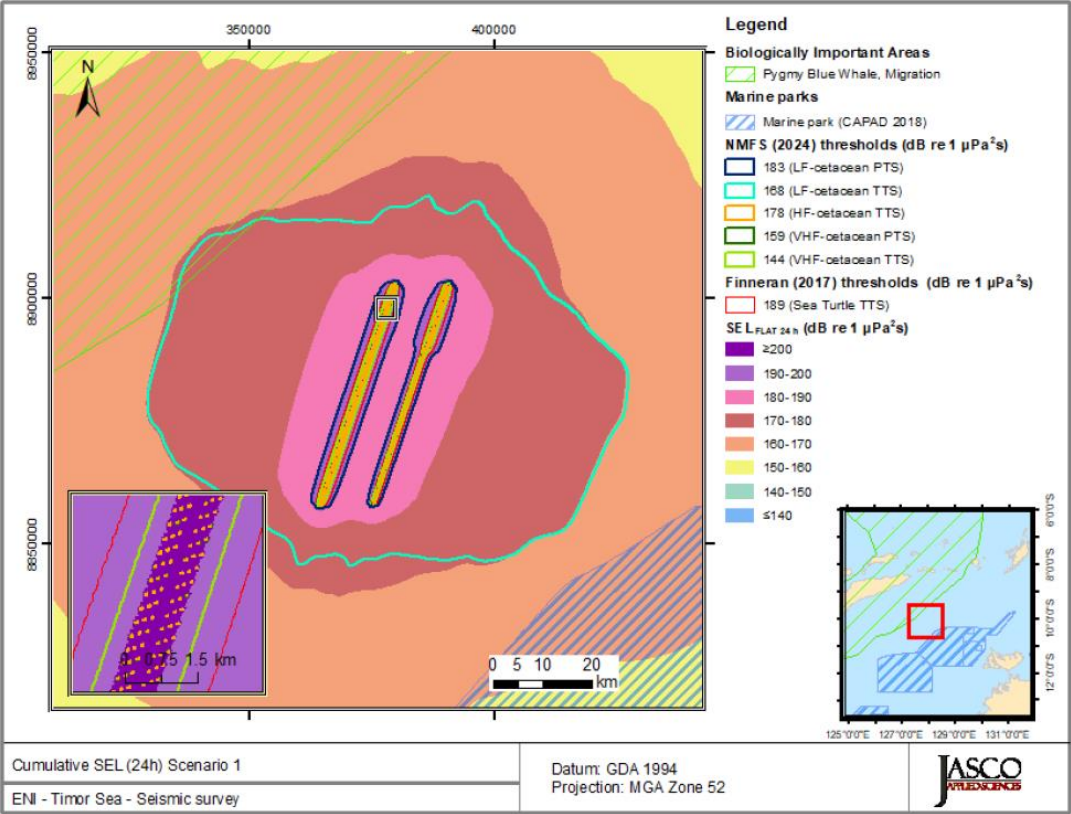 350000
400000
8950000
8900000
8850000
N
0 0.75 1.5 km
0 5 10 20
km
Legend
Biologically Important Areas
Pygmy Blue Whale, Migration
Marine parks
Marine park (CAPAD 2018)
NMFS (2024) thresholds (dB re 1 µPa²s)
183 (LF-cetacean PTS)
168 (LF-cetacean TTS)
178 (HF-cetacean TTS)
159 (VHF-cetacean PTS)
144 (VHF-cetacean TTS)
Finneran (2017) thresholds (dB re 1 µPa²s)
189 (Sea Turtle TTS)
SEL FLAT 24 h (dB re 1 µPa²s)
≥200
190-200
180-190
170-180
160-170
150-160
140-150
≤140
6°0'0"S
8°0'0"S
10°0'0"S
12°0'0"S
125°0'0"E
127°0'0"E
129°0'0"E
131°0'0"E
Cumulative SEL (24h) Scenario 1
ENI - Timor Sea - Seismic survey
Datum: GDA 1994
Projection: MGA Zone 52
JASCO
APPLIED SCIENCES